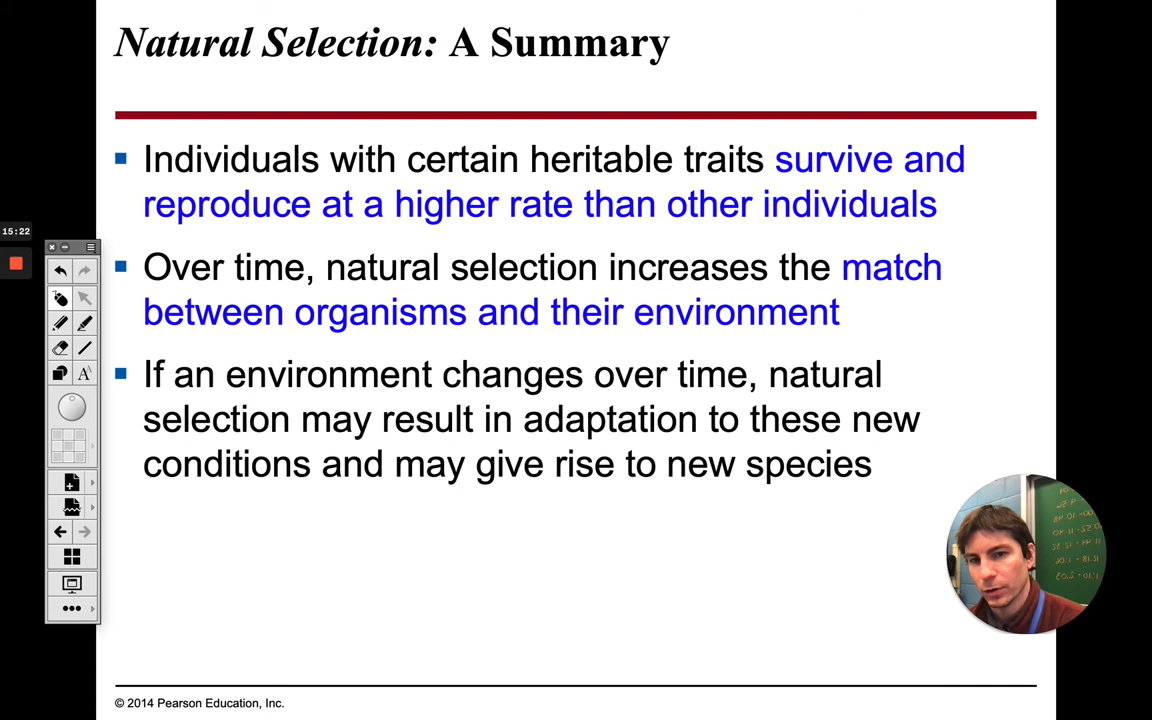 Natural Selection: A Summary
Individuals with certain heritable traits survive and
reproduce at a higher rate than other individuals
Over time, natural selection increases the match
between organisms and their environment
If an environment changes over time, natural
selection may result in adaptation to these new
conditions and may give rise to new species
15:22
A
© 2014 Pearson Education, Inc.